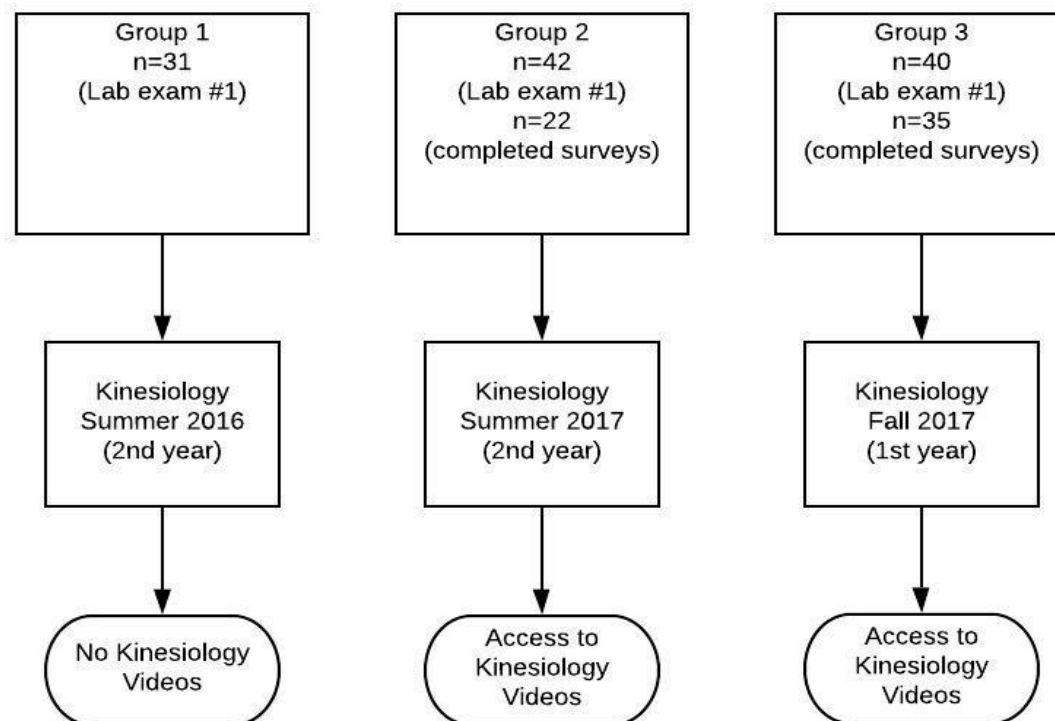 Group 1
n=31
(Lab exam #1)
Group 2
n=42
(Lab exam #1)
n=22
(completed surveys)
Group 3
n=40
(Lab exam #1)
n=35
(completed surveys)
Kinesiology
Summer 2016
(2nd year)
Kinesiology
Summer 2017
(2nd year)
Kinesiology
Fall 2017
(1st year)
No Kinesiology
Videos
Access to
Kinesiology
Videos
Access to
Kinesiology
Videos